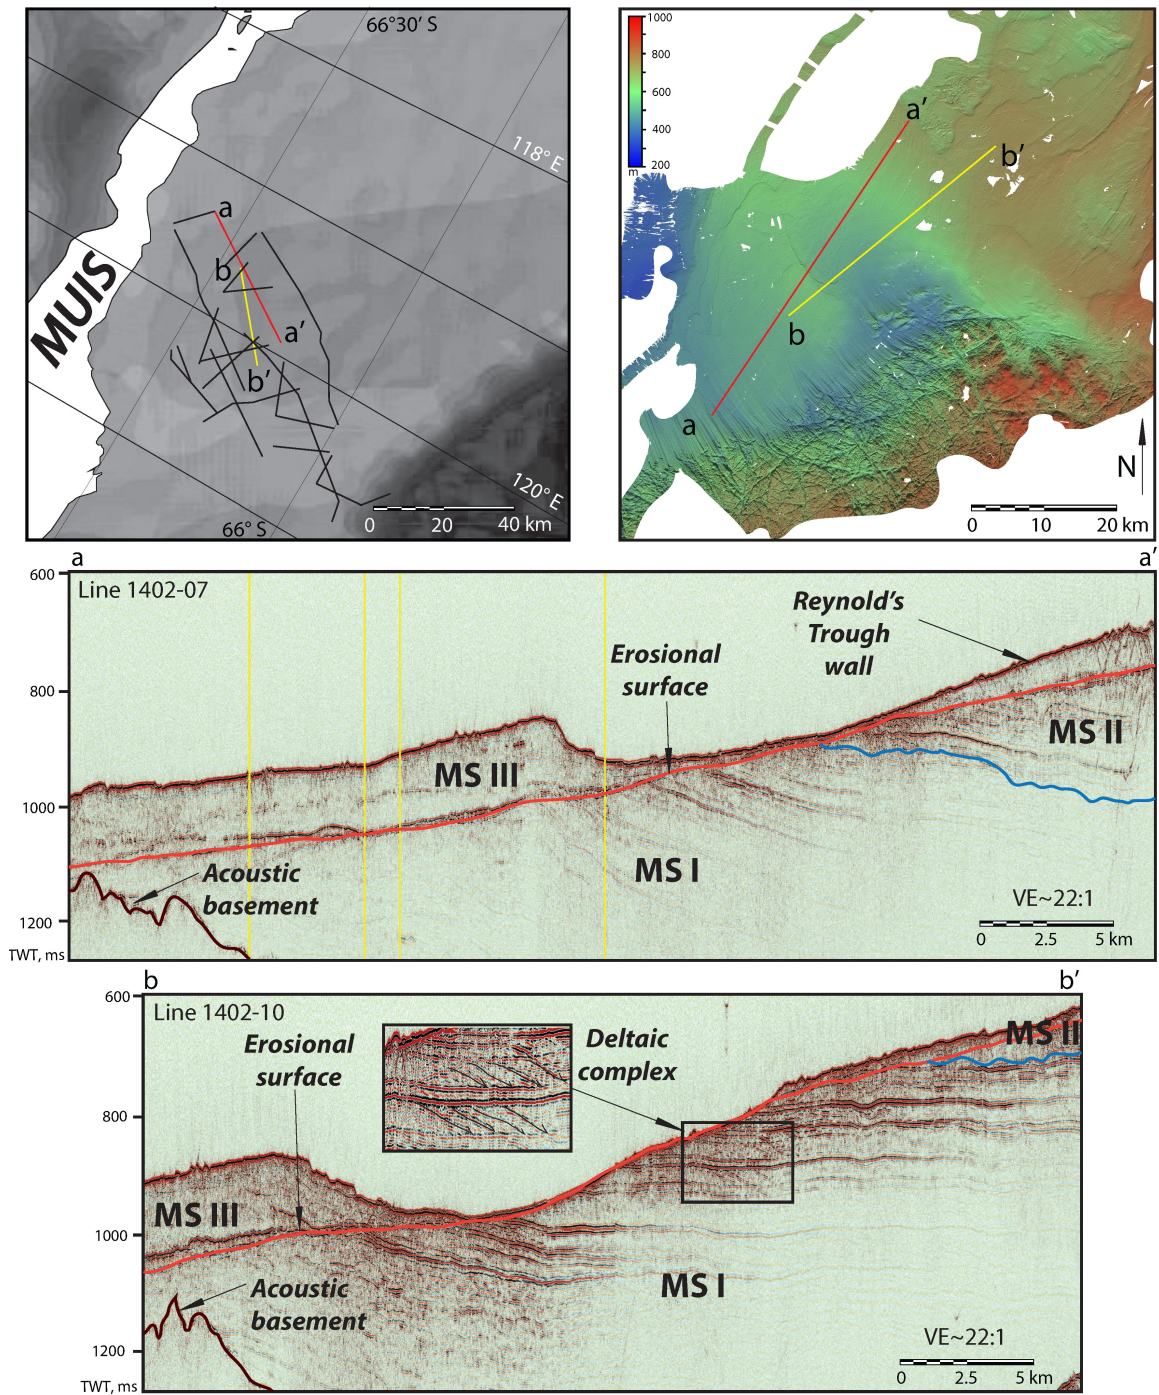 66°30’ S
118° E
MUIS
a
b
a’
b’
120° E
66° S
0 20 40 km
1000
800
600
400
200
m
a’
b’
b
a
N
0 10 20 km
a
a’
600
Line 1402-07
Reynold’s
Trough
wall
Erosional
surface
800
MS II
MS III
1000
MS I
Acoustic
basement
VE~22:1
1200
0 2.5 5 km
TWT, ms
b
b’
600
Line 1402-10
Erosional
surface
Deltaic
complex
MS II
800
MS III
1000
MS I
Acoustic
basement
VE~22:1
1200
0 2.5 5 km
TWT, ms